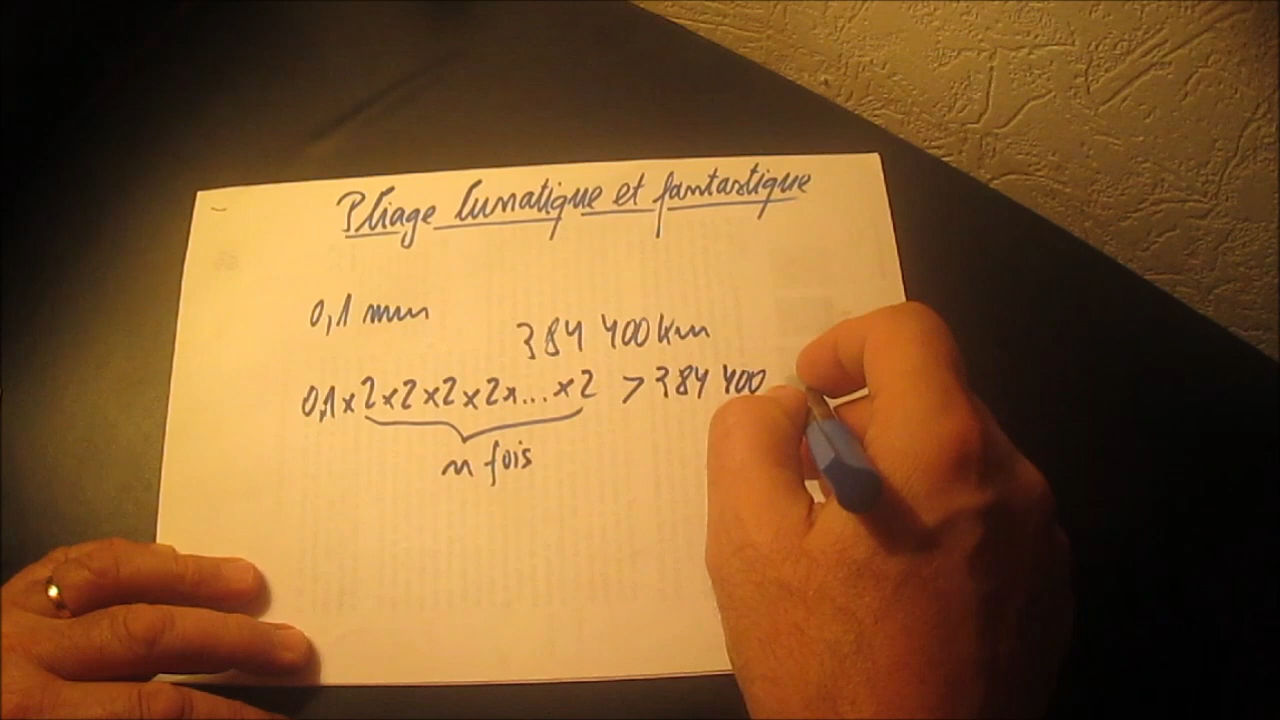 Pliage lunatique et fantastique
0,1 mm
384 400 km
0,1 x 2 x 2 x 2 x 2 x ... x 2 > 384 400
n fois